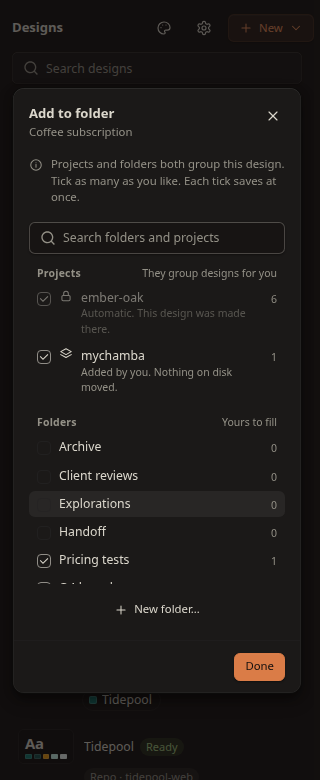 Designs
New
Search designs
Add to folder
Coffee subscription
Projects and folders both group this design.
Tick as many as you like. Each tick saves at
once.
Search folders and projects
Projects They group designs for you
ember-oak 6
Automatic. This design was made
there.
mychamba 1
Added by you. Nothing on disk
moved.
Folders Yours to fill
Archive 0
Client reviews 0
Explorations 0
Handoff 0
Pricing tests 1
New folder...
Done
Tidepool
Aa
Tidepool Ready
Repo · tidepool-web